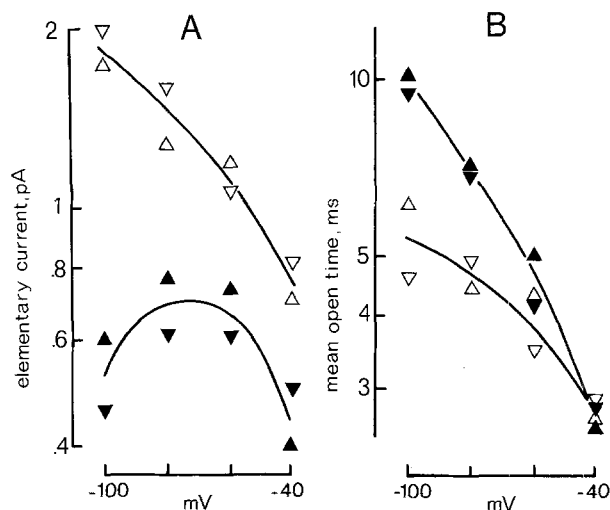 A
elementary current, pA
2
1
.8
.6
.4
-100
mV
-40
B
mean open time, ms
10
5
4
3
-100
mV
-40